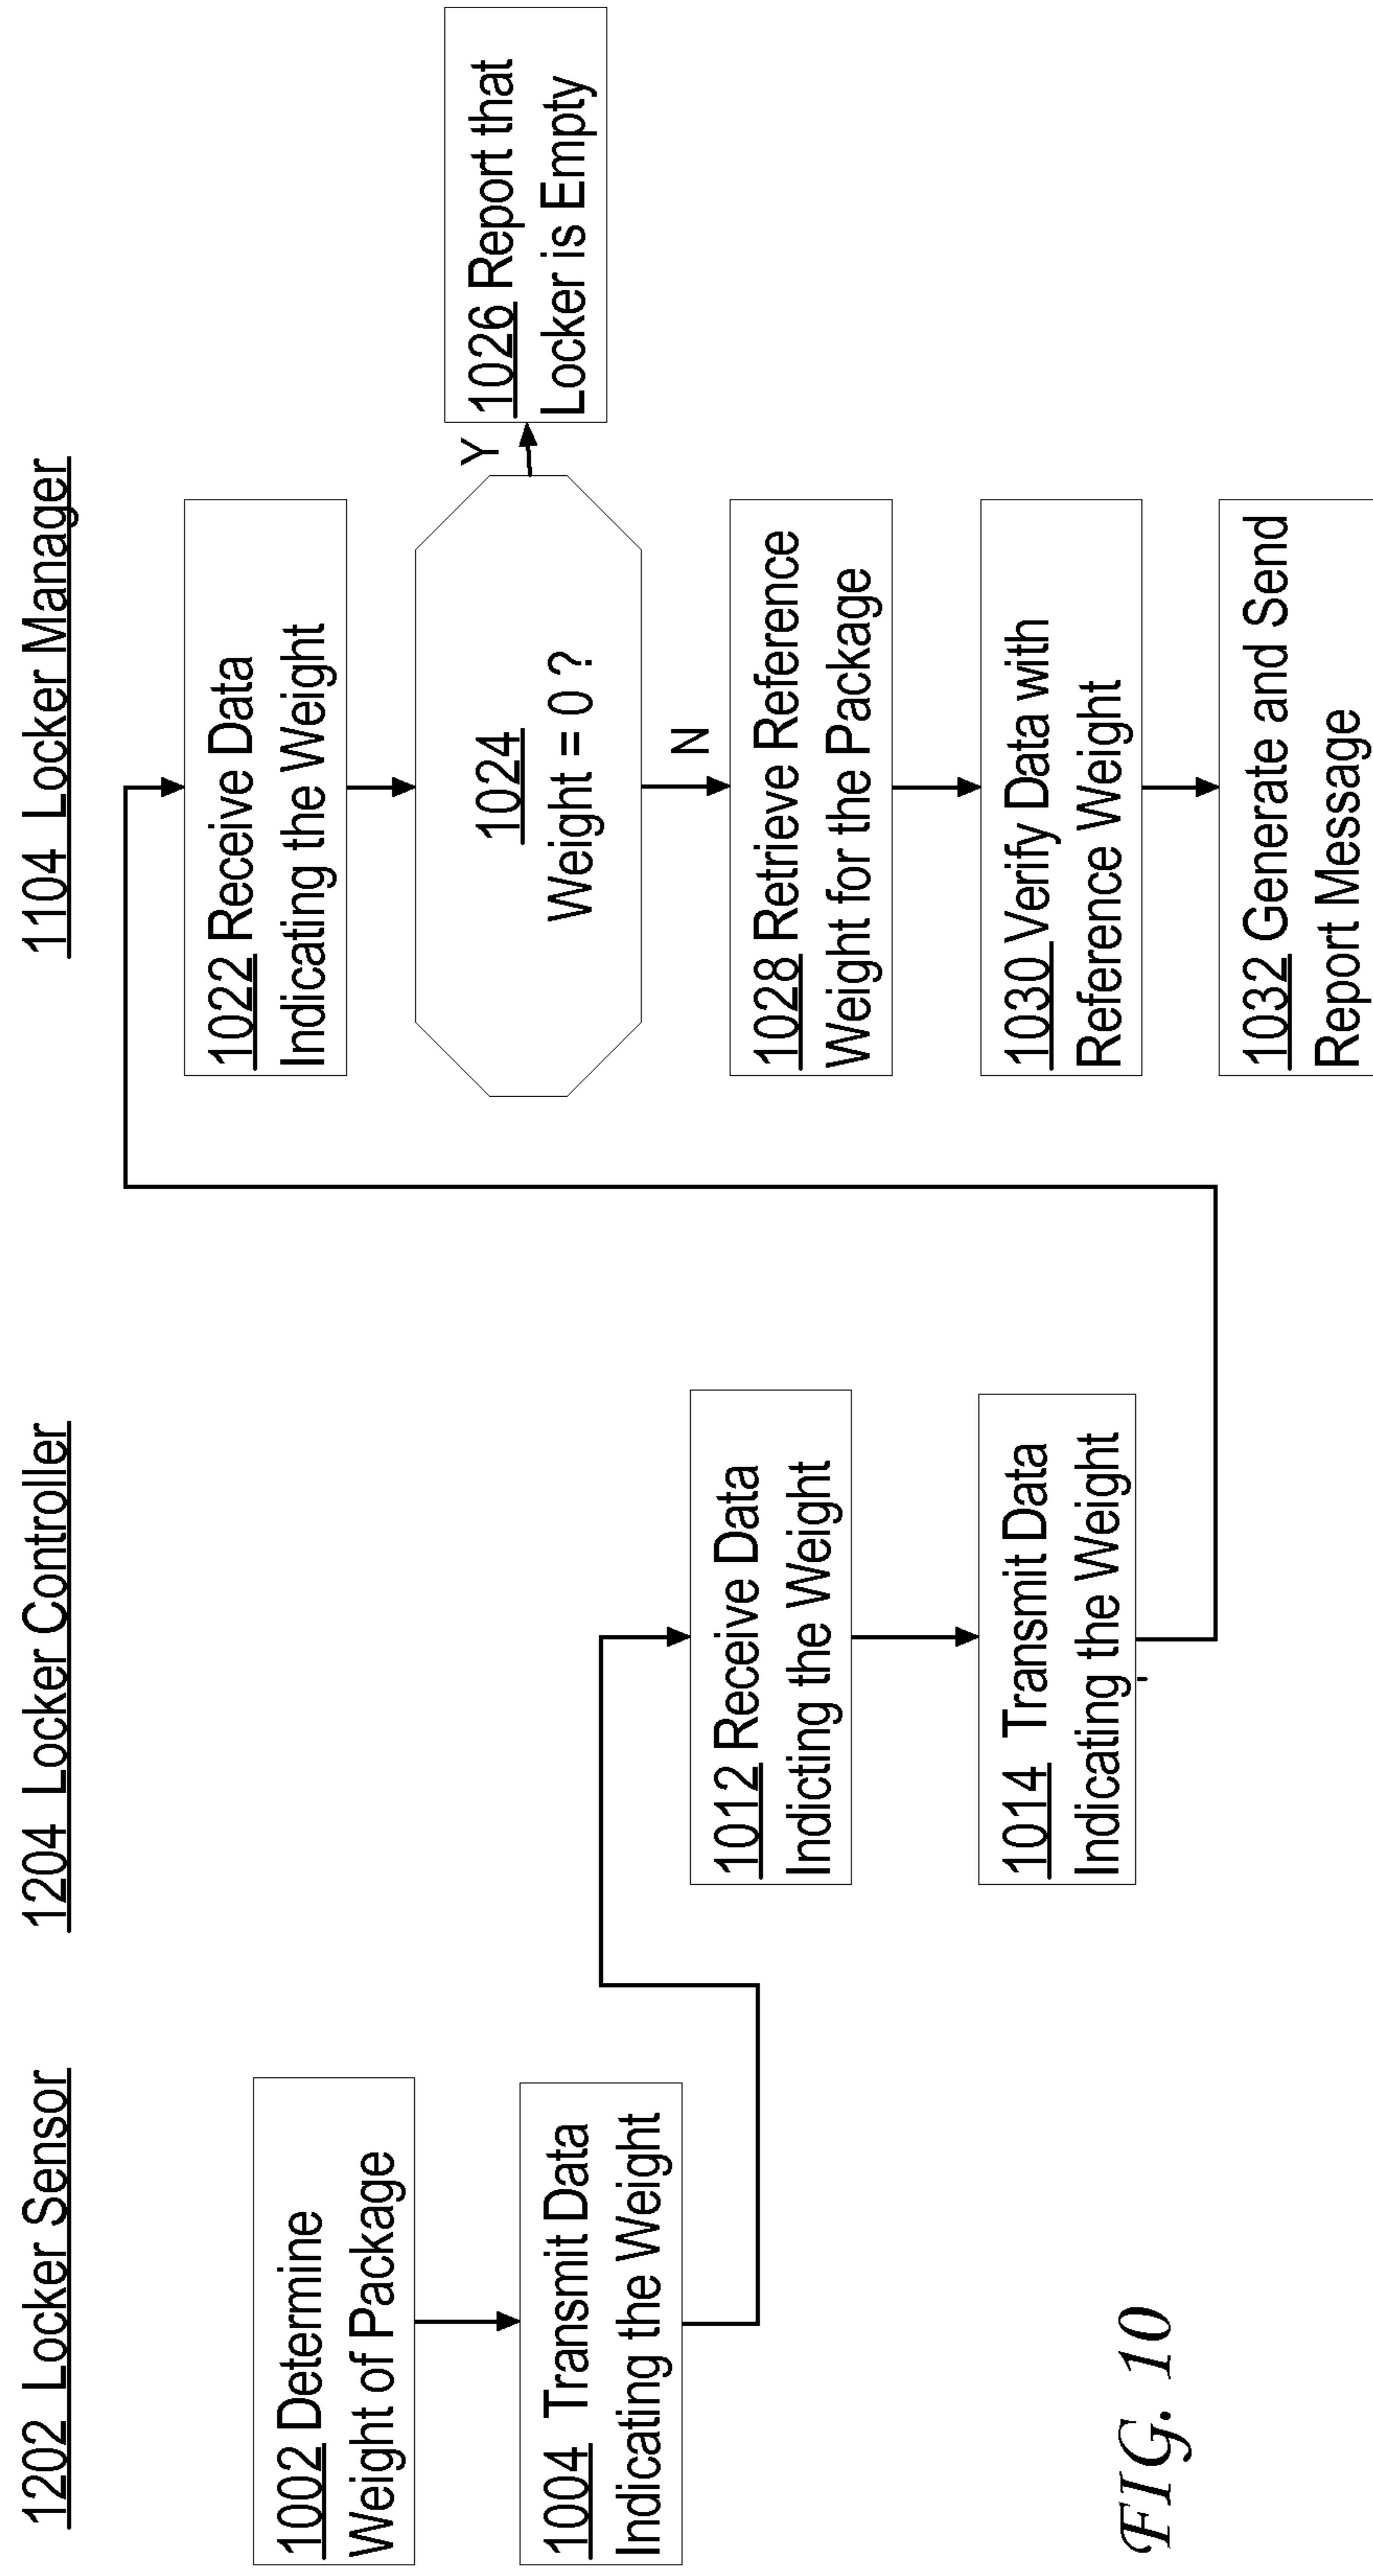 1202 Locker Sensor
1204 Locker Controller
1104 Locker Manager
1002 Determine
Weight of Package
1004 Transmit Data
Indicating the Weight
1012 Receive Data
Indicting the Weight
1014 Transmit Data
Indicating the Weight
1022 Receive Data
Indicating the Weight
1024
Weight = 0 ?
Y
1026 Report that
Locker is Empty
N
1028 Retrieve Reference
Weight for the Package
1030 Verify Data with
Reference Weight
1032 Generate and Send
Report Message
FIG. 10